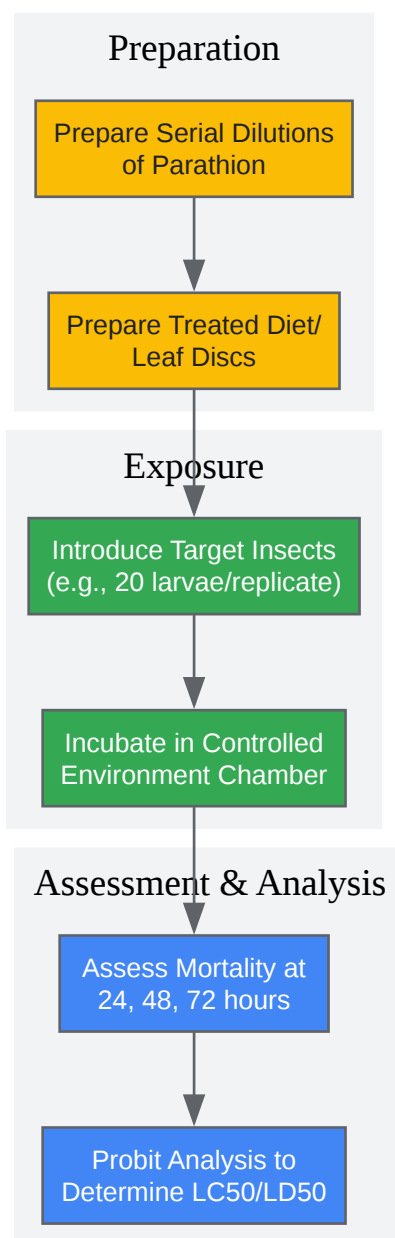 Preparation
Prepare Serial Dilutions
of Parathion
Prepare Treated Diet/
Leaf Discs
Exposure
Introduce Target Insects
(e.g., 20 larvae/replicate)
Incubate in Controlled
Environment Chamber
Assessment & Analysis
Assess Mortality at
24, 48, 72 hours
Probit Analysis to
Determine LC50/LD50